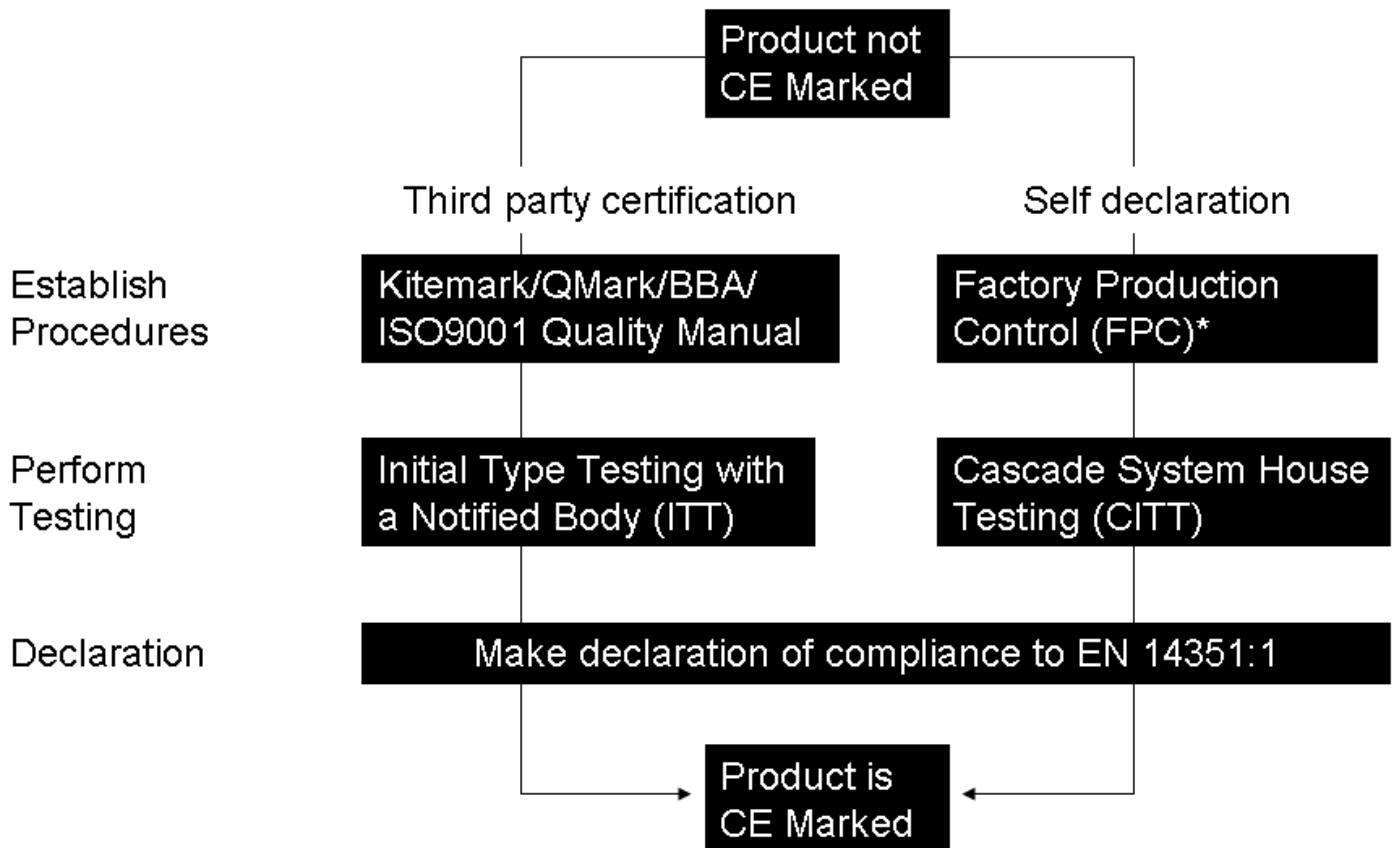 Product not
CE Marked
Third party certification
Self declaration
Establish
Procedures
Kitemark/QMark/BBA/
ISO9001 Quality Manual
Factory Production
Control (FPC)*
Perform
Testing
Initial Type Testing with
a Notified Body (ITT)
Cascade System House
Testing (CITT)
Declaration
Make declaration of compliance to EN 14351:1
Product is
CE Marked